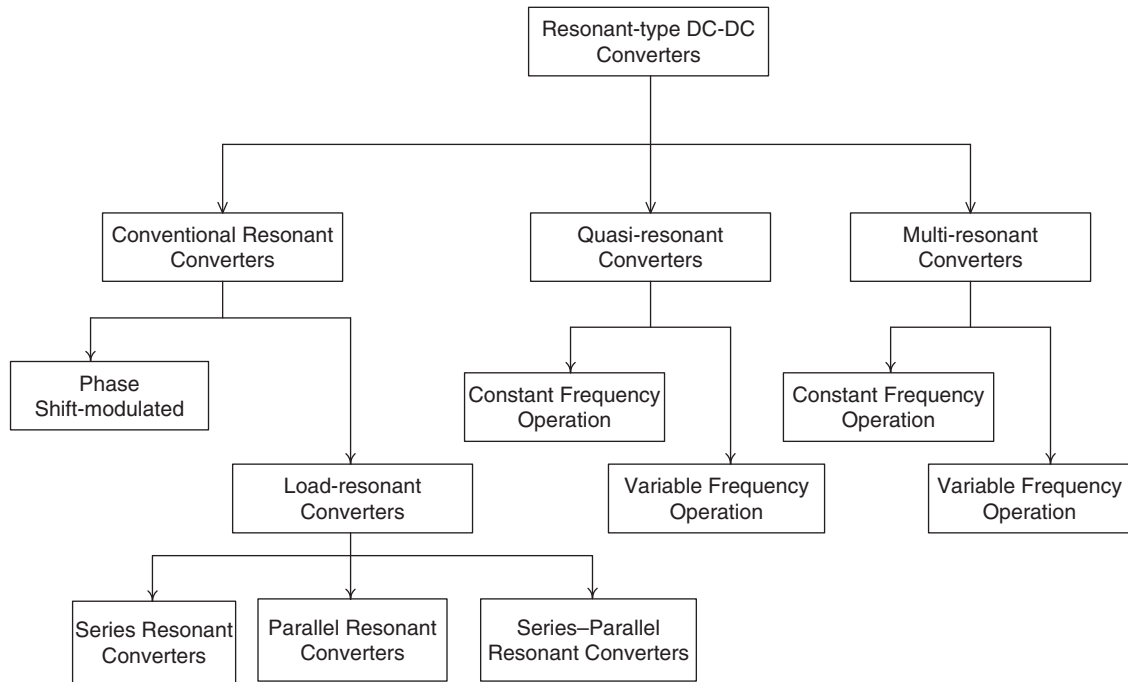 Resonant-type DC-DC
Converters
Conventional Resonant
Converters
Quasi-resonant
Converters
Multi-resonant
Converters
Phase
Shift-modulated
Constant Frequency
Operation
Constant Frequency
Operation
Load-resonant
Converters
Variable Frequency
Operation
Variable Frequency
Operation
Series Resonant
Converters
Parallel Resonant
Converters
Series–Parallel
Resonant Converters